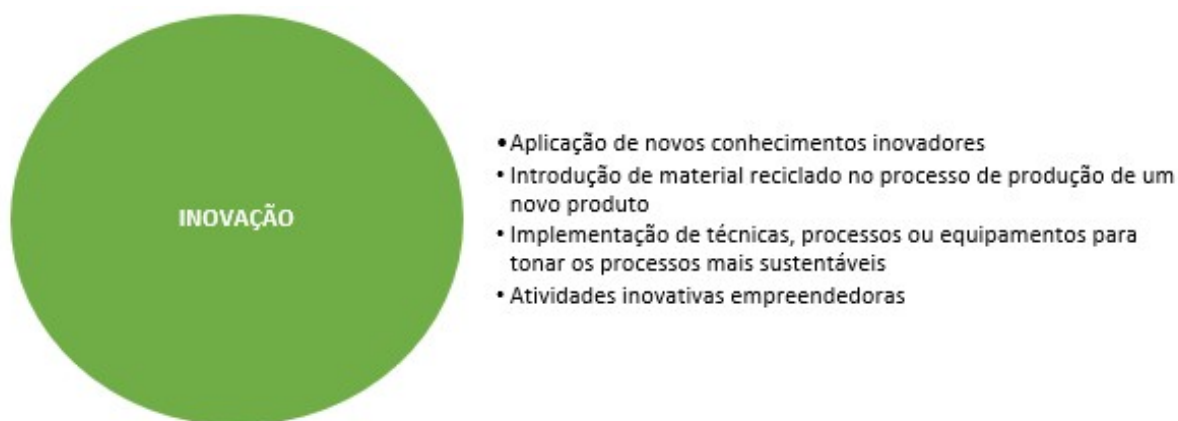 INOVAÇÃO
•Aplicação de novos conhecimentos inovadores
• Introdução de material reciclado no processo de produção de um
novo produto
• Implementação de técnicas, processos ou equipamentos para
tonar os processos mais sustentáveis
• Atividades inovativas empreendedoras